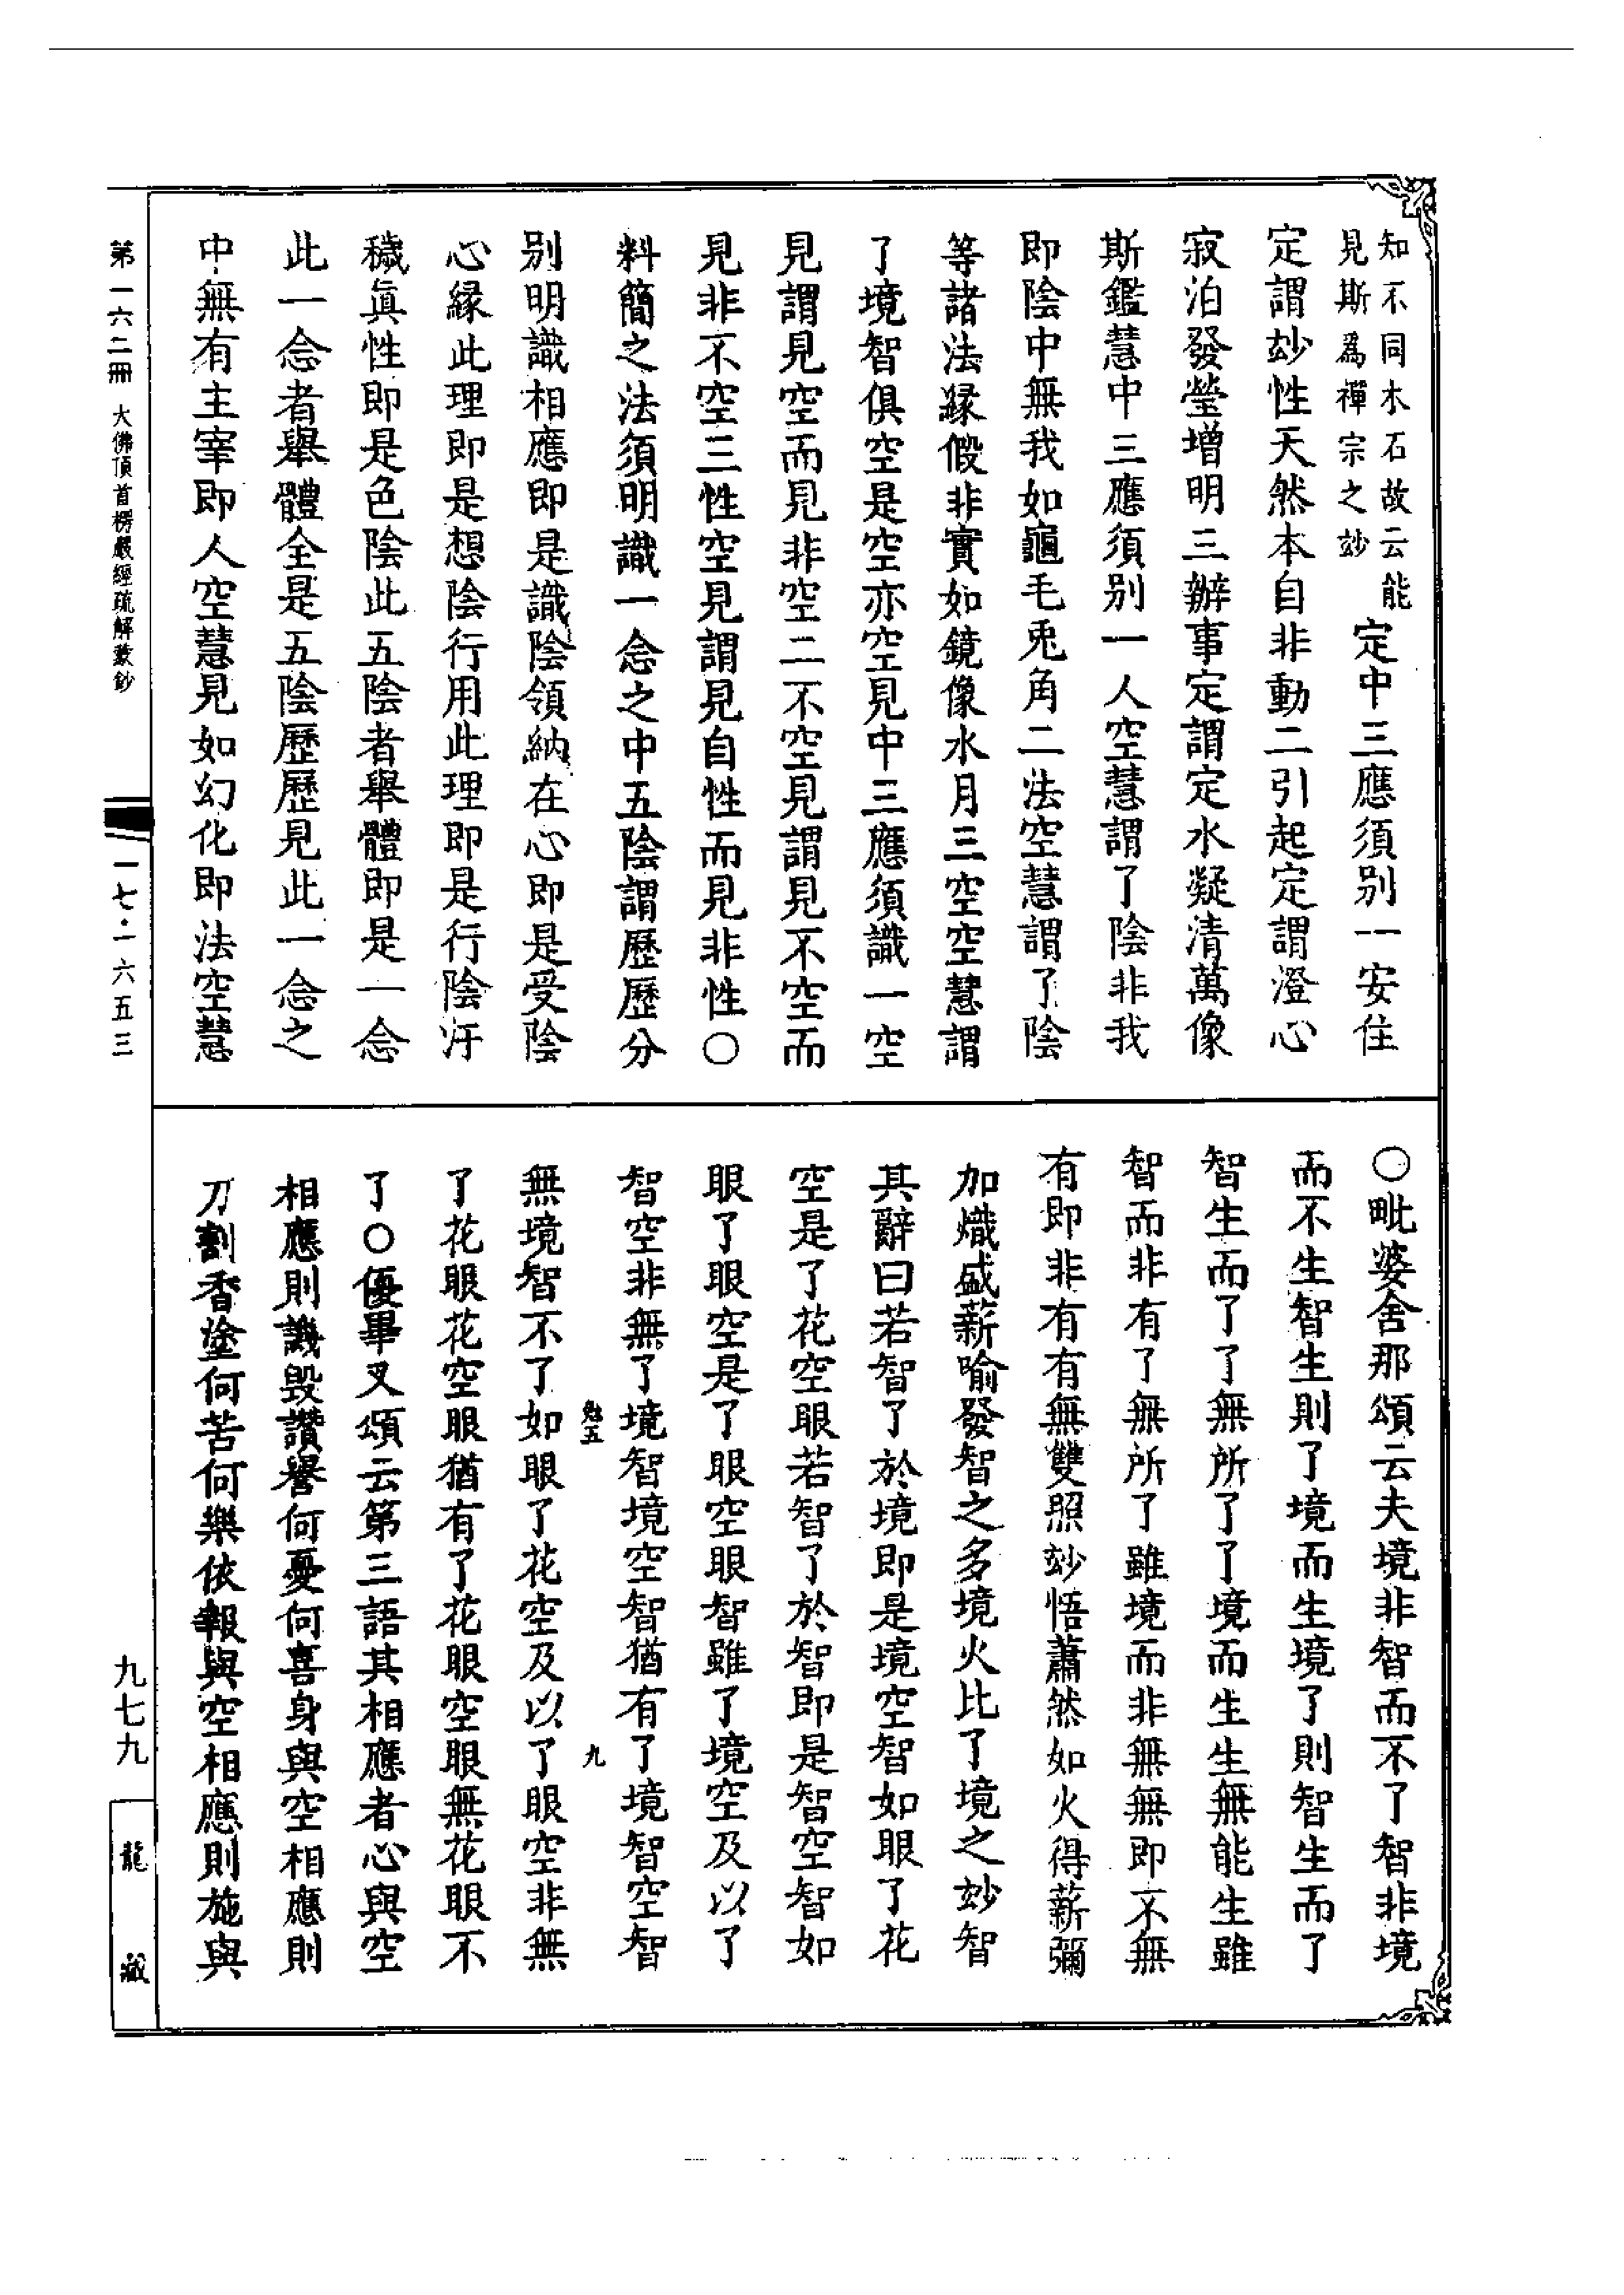 知不同木石故云能
見斯爲禪宗之玅
定中三應須别一安住
定謂玅性天然本自非動二引起定謂澄心
寂泊發瑩增明三辦事定謂定水凝清萬像
斯鑑慧中三應須别一人空慧謂了陰非我
即陰中無我如龜毛兎角二法空慧謂了陰
等諸法緣假非實如鏡像水月三空空慧謂
了境智俱空是空亦空見中三應須識一空
見謂見空而見非空二不空見謂見不空而
見非不空三性空見謂見自性而見非性〇
料簡之法須明識一念之中五陰謂歷歷分
别明識相應即是識陰領納在心即是受陰
心緣此理即是想陰行用此理即是行陰汙
穢眞性即是色陰此五陰者舉體即是一念
此一念者舉體全是五陰歷歷見此一念之
中無有主宰即人空慧見如幻化即法空慧
〇毗婆舍那頌云夫境非智而不了智非境
而不生智生則了境而生境了則智生而了
智生而了了無所了了境而生生無能生雖
智而非有了無所了雖境而非無無即不無
有即非有有無雙照玅悟蕭然如火得薪彌
加熾盛薪喻發智之多境火比了境之玅智
其辭曰若智了於境即是境空智如眼了花
空是了花空眼若智了於智即是智空智如
眼了眼空是了眼空眼智雖了境空及以了
智空非無了境智境空智猶有了境智空智
無境智不了如眼了花空及以了眼空非無
了花眼花空眼猶有了花眼空眼無花眼不
了〇優畢叉頌云第三語其相應者心與空
相應則譏毀讚譽何憂何喜身與空相應則
刀割香塗何苦何樂依報與空相應則施與
九
第一六二冊 大佛頂首楞嚴經疏解蒙鈔
一七·一六五三
九七九
龍藏